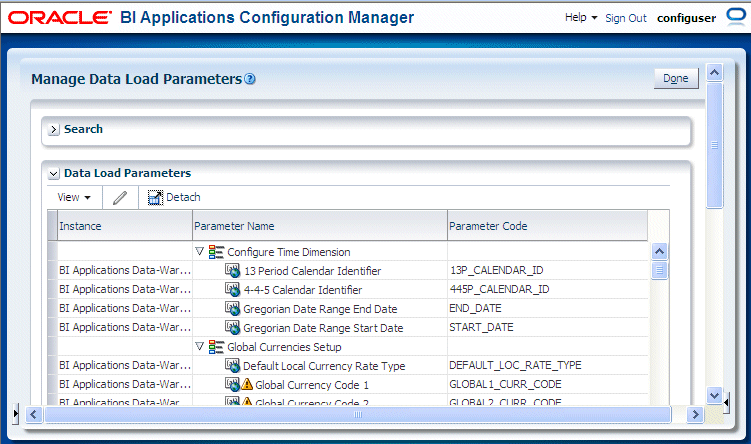 ORACLE BI Applications Configuration Manager Help Sign Out configuser
Manage Data Load Parameters ? Done
Search
Data Load Parameters
View Detach
Instance Parameter Name Parameter Code
Configure Time Dimension
BI Applications Data-War... 13 Period Calendar Identifier 13P_CALENDAR_ID
BI Applications Data-War... 4-4-5 Calendar Identifier 445P_CALENDAR_ID
BI Applications Data-War... Gregorian Date Range End Date END_DATE
BI Applications Data-War... Gregorian Date Range Start Date START_DATE
Global Currencies Setup
BI Applications Data-War... Default Local Currency Rate Type DEFAULT_LOC_RATE_TYPE
BI Applications Data-War... Global Currency Code 1 GLOBAL1_CURR_CODE
BI Applications Data-War... Global Currency Code 2 GLOBAL2_CURR_CODE